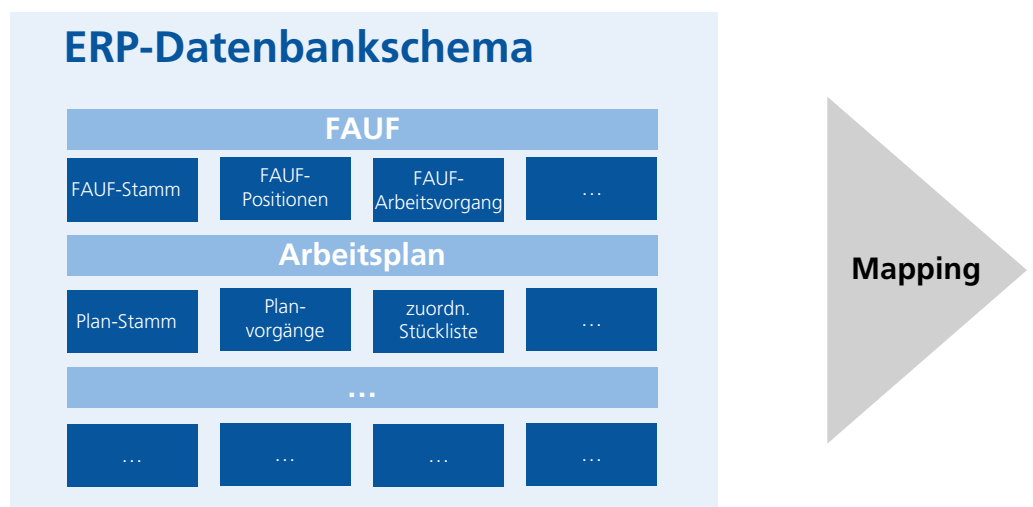 ERP-Datenbankschema
FAUF
FAUF-Stamm
FAUF-
Positionen
FAUF-
Arbeitsvorgang
...
Arbeitsplan
Plan-Stamm
Plan-
vorgänge
zuordn.
Stückliste
...
...
...
...
...
...
Mapping